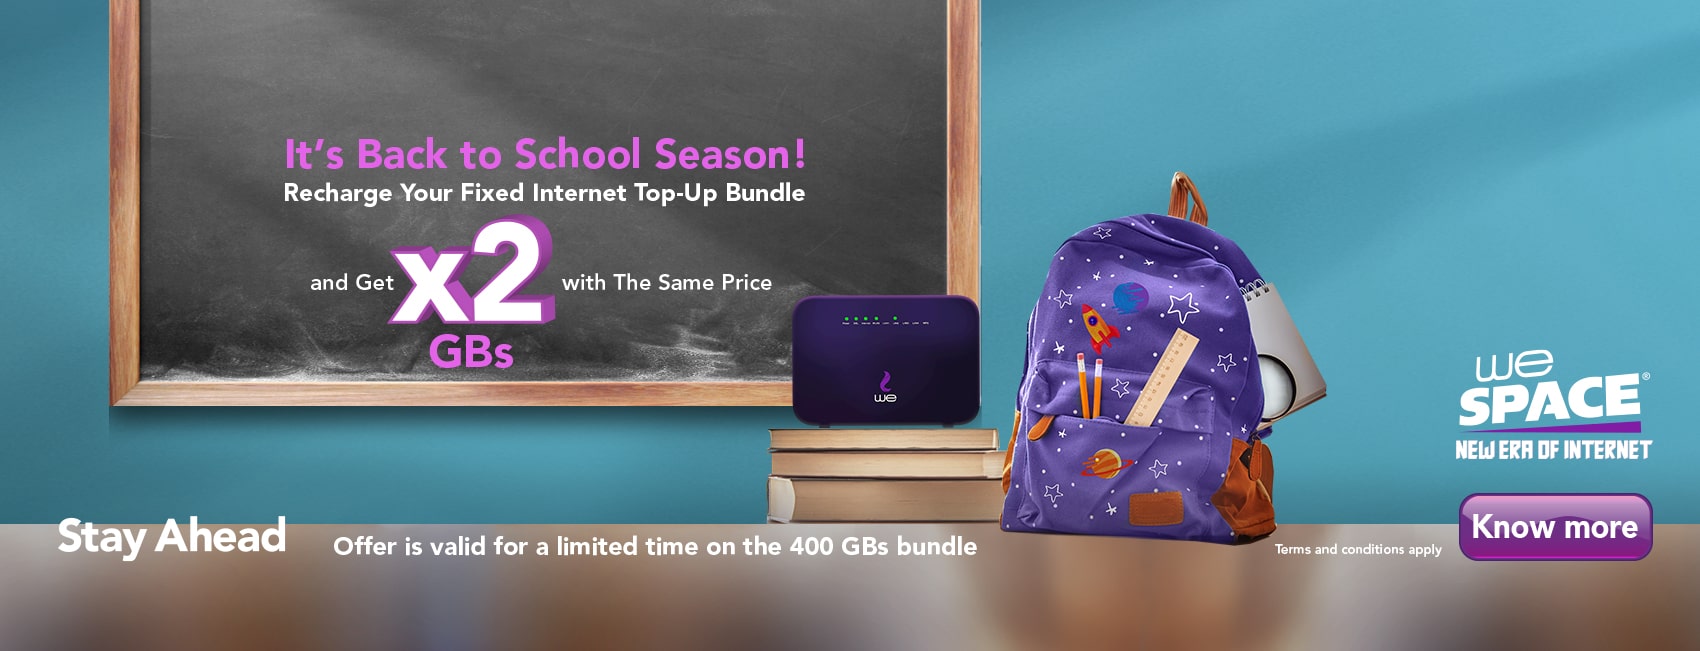 It's Back to School Season!
Recharge Your Fixed Internet Top-Up Bundle
and Get x2 with The Same Price
GBs
we
we
SPACE®
NEW ERA OF INTERNET
Stay Ahead
Offer is valid for a limited time on the 400 GBs bundle
Terms and conditions apply
Know more